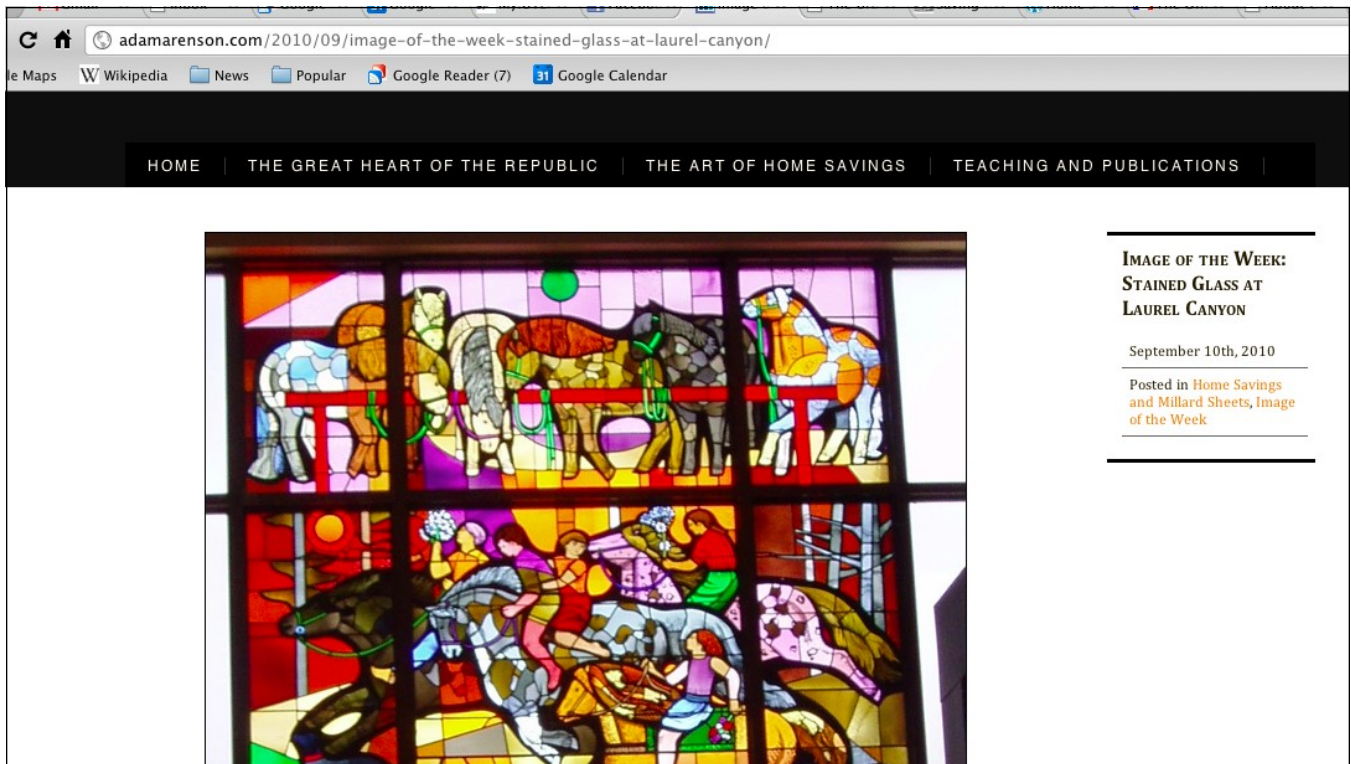 adamarenson.com/2010/09/image-of-the-week-stained-glass-at-laurel-canyon/
le Maps Wikipedia News Popular Google Reader (7) 31 Google Calendar
HOME THE GREAT HEART OF THE REPUBLIC THE ART OF HOME SAVINGS TEACHING AND PUBLICATIONS
Image of the Week:
Stained Glass at
Laurel Canyon
September 10th, 2010
Posted in Home Savings
and Millard Sheets, Image
of the Week